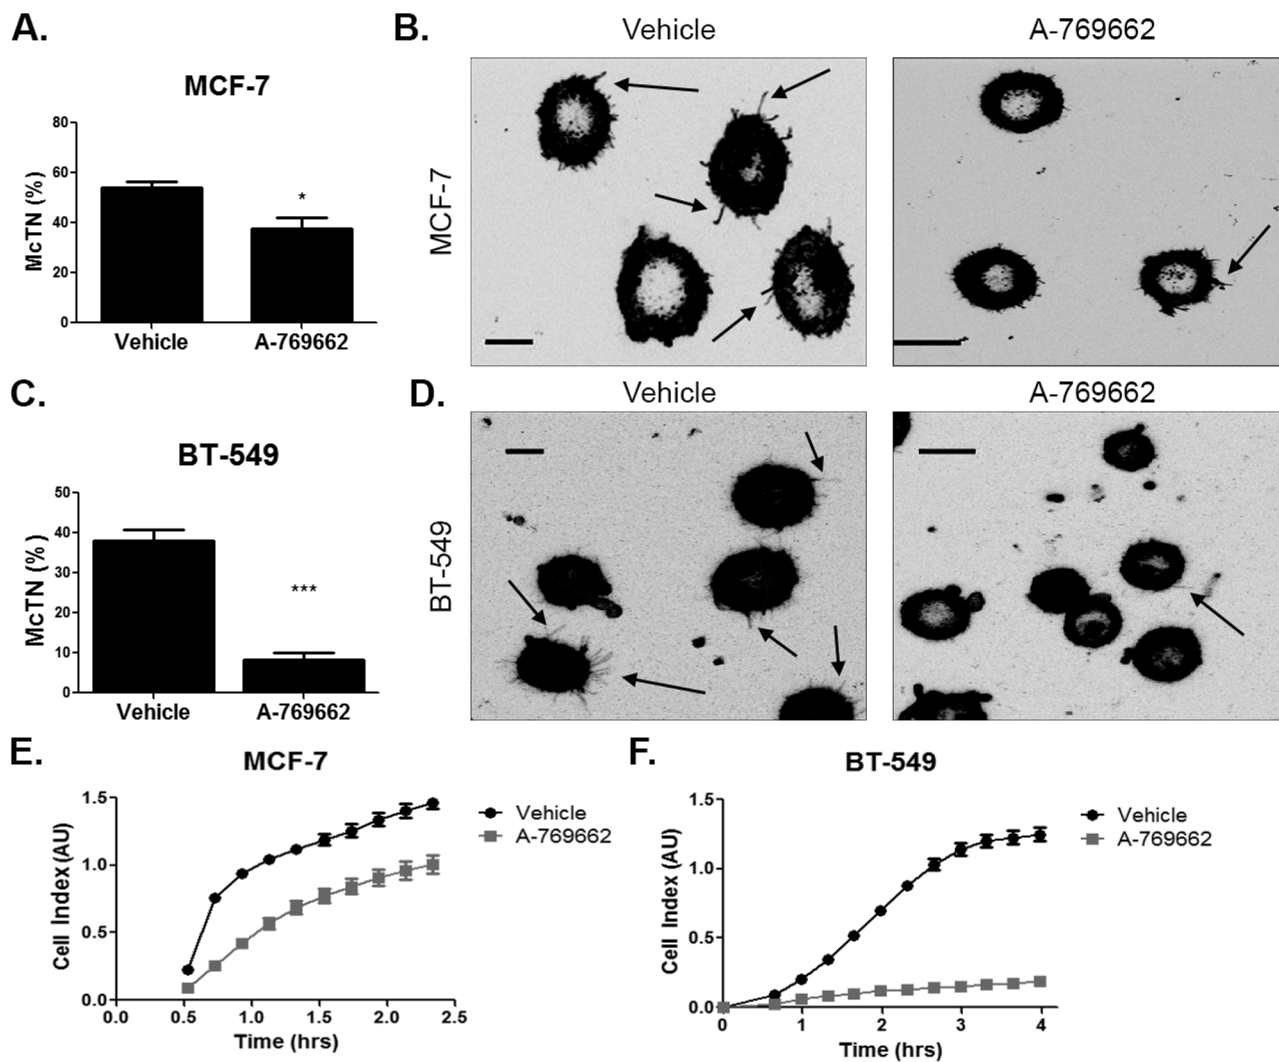 A.
MCF-7
McTN (%)
80
60
40
20
0
*
Vehicle
A-769662
B.
Vehicle
A-769662
MCF-7
C.
BT-549
McTN (%)
50
40
30
20
10
0
***
Vehicle
A-769662
D.
Vehicle
A-769662
BT-549
E.
MCF-7
Cell Index (AU)
1.5
1.0
0.5
0.0
0.0 0.5 1.0 1.5 2.0 2.5
Time (hrs)
Vehicle
A-769662
F.
BT-549
Cell Index (AU)
1.5
1.0
0.5
0.0
0 1 2 3 4
Time (hrs)
Vehicle
A-769662